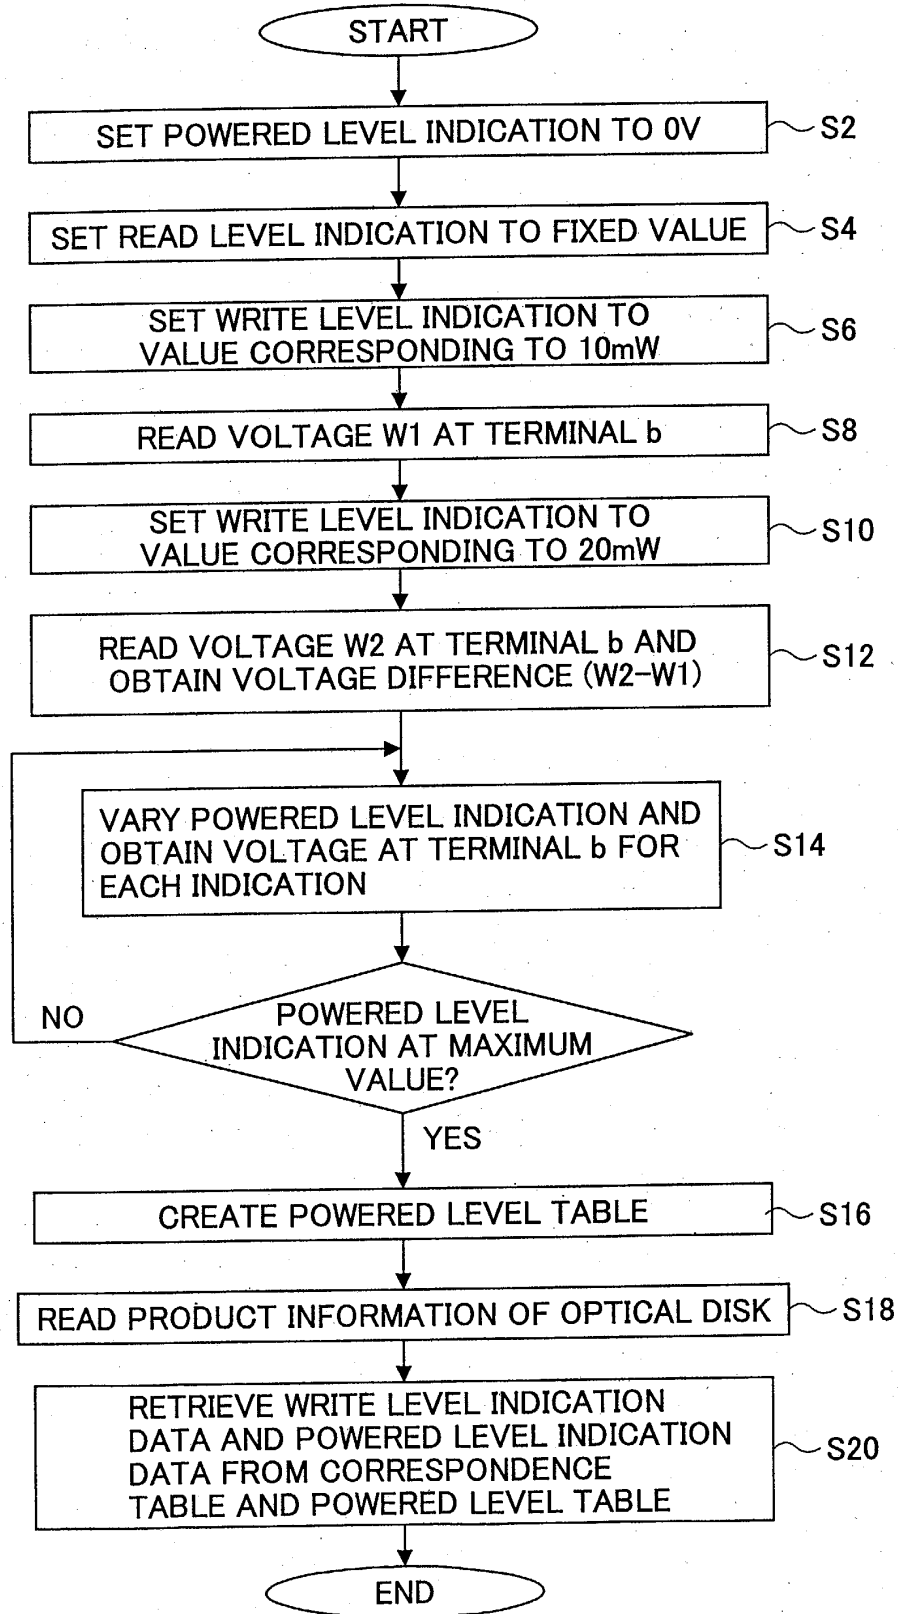 START
SET POWERED LEVEL INDICATION TO 0V
S2
SET READ LEVEL INDICATION TO FIXED VALUE
S4
SET WRITE LEVEL INDICATION TO
VALUE CORRESPONDING TO 10mW
S6
READ VOLTAGE W1 AT TERMINAL b
S8
SET WRITE LEVEL INDICATION TO
VALUE CORRESPONDING TO 20mW
S10
READ VOLTAGE W2 AT TERMINAL b AND
OBTAIN VOLTAGE DIFFERENCE (W2-W1)
S12
VARY POWERED LEVEL INDICATION AND
OBTAIN VOLTAGE AT TERMINAL b FOR
EACH INDICATION
S14
NO
POWERED LEVEL
INDICATION AT MAXIMUM
VALUE?
YES
CREATE POWERED LEVEL TABLE
S16
READ PRODUCT INFORMATION OF OPTICAL DISK
S18
RETRIEVE WRITE LEVEL INDICATION
DATA AND POWERED LEVEL INDICATION
DATA FROM CORRESPONDENCE
TABLE AND POWERED LEVEL TABLE
S20
END